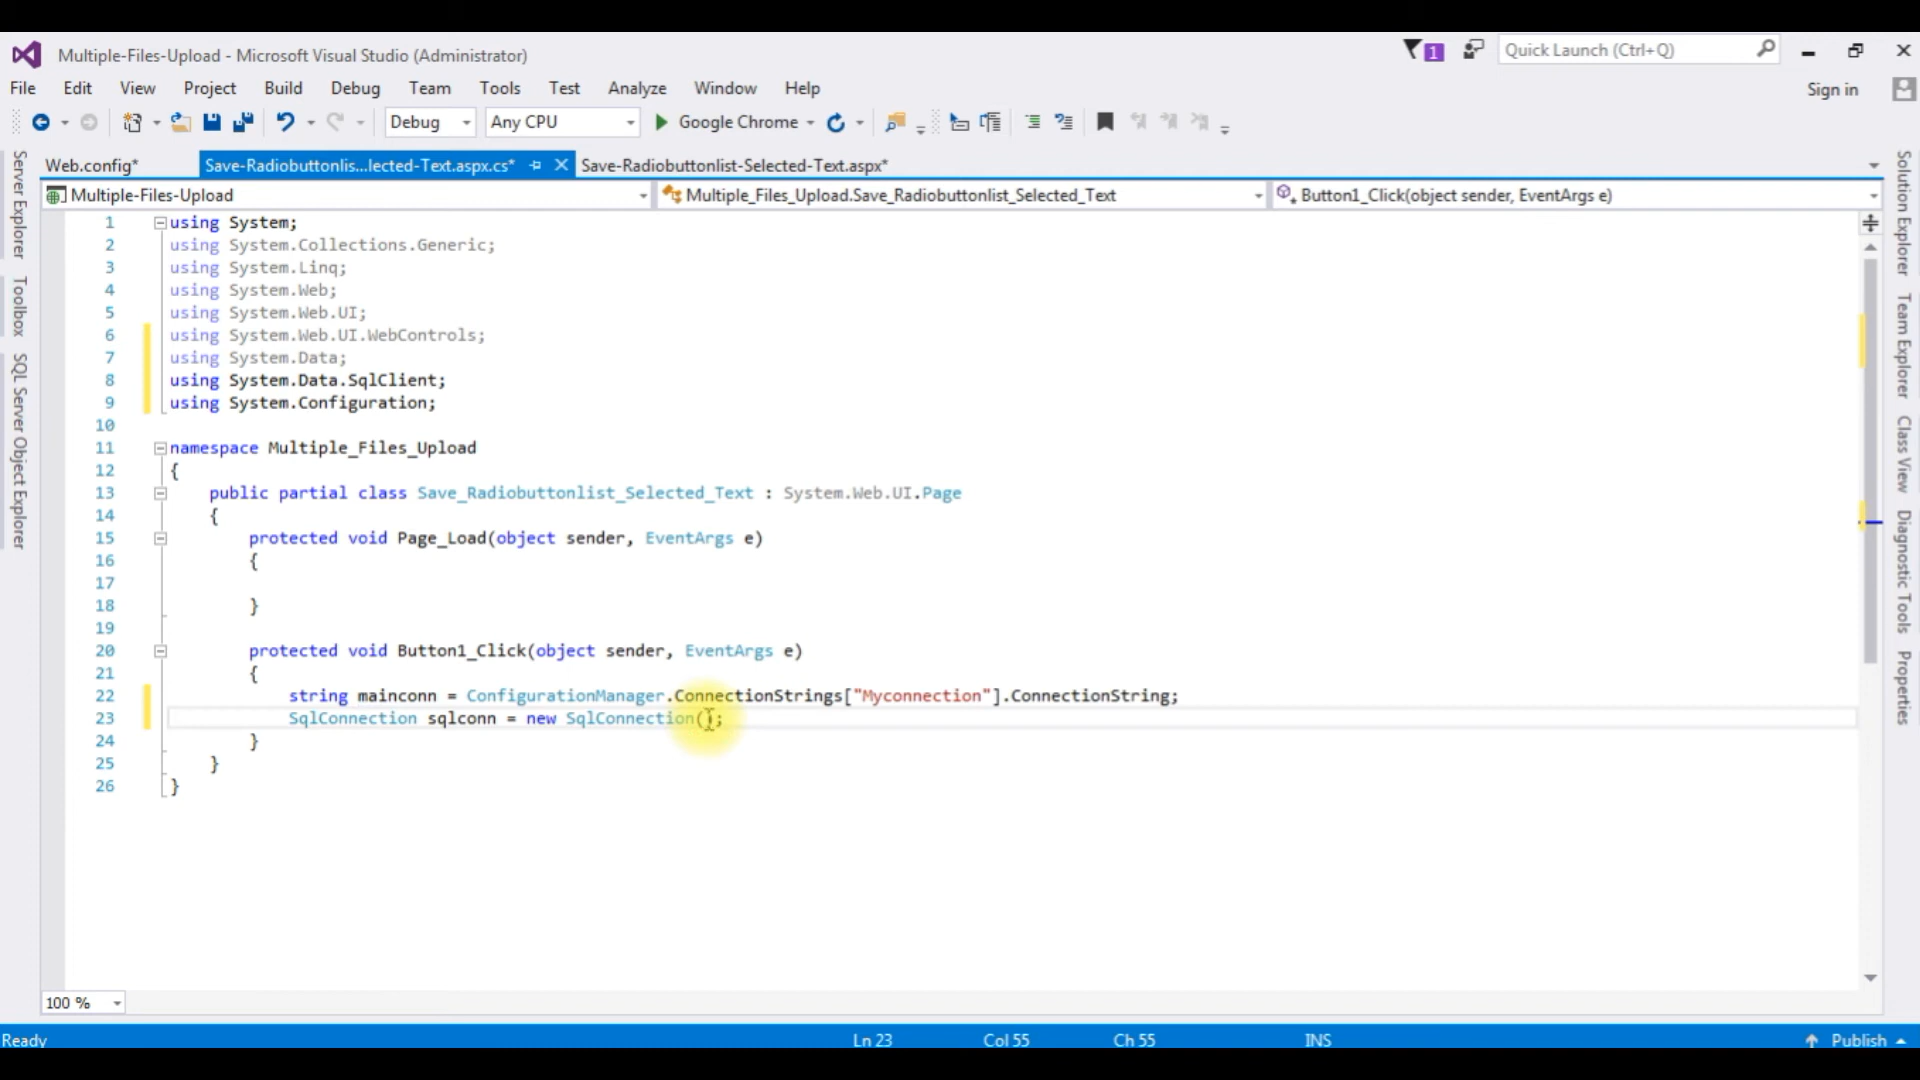 Multiple-Files-Upload - Microsoft Visual Studio (Administrator)
1
Quick Launch (Ctrl+Q)
File Edit View Project Build Debug Team Tools Test Analyze Window Help
Sign in
Debug Any CPU Google Chrome
Web.config* Save-Radiobuttonlis...lected-Text.aspx.cs* Save-Radiobuttonlist-Selected-Text.aspx*
Multiple-Files-Upload Multiple_Files_Upload.Save_Radiobuttonlist_Selected_Text Button1_Click(object sender, EventArgs e)
Server Explorer
Toolbox
SQL Server Object Explorer
1 using System;
2 using System.Collections.Generic;
3 using System.Linq;
4 using System.Web;
5 using System.Web.UI;
6 using System.Web.UI.WebControls;
7 using System.Data;
8 using System.Data.SqlClient;
9 using System.Configuration;
10
11 namespace Multiple_Files_Upload
12 {
13 public partial class Save_Radiobuttonlist_Selected_Text : System.Web.UI.Page
14 {
15 protected void Page_Load(object sender, EventArgs e)
16 {
17
18 }
19
20 protected void Button1_Click(object sender, EventArgs e)
21 {
22 string mainconn = ConfigurationManager.ConnectionStrings["Myconnection"].ConnectionString;
23 SqlConnection sqlconn = new SqlConnection();
24 }
25 }
26 }
Solution Explorer
Team Explorer
Class View
Diagnostic Tools
Properties
100 %
Ready Ln 23 Col 55 Ch 55 INS Publish